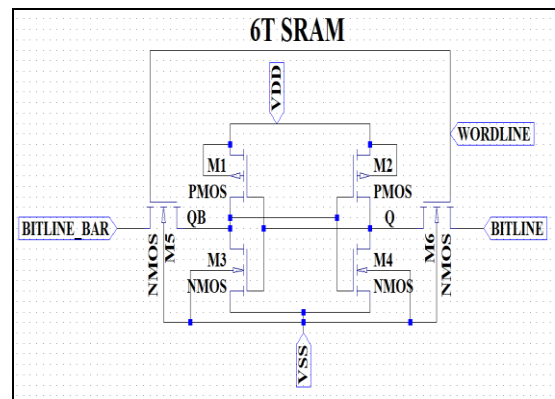 6T SRAM
VDD
WORDLINE
M1
M2
PMOS
PMOS
BITLINE_BAR
QB
Q
BITLINE
NMOS
M5
M6
NMOS
M3
M4
NMOS
NMOS
VSS